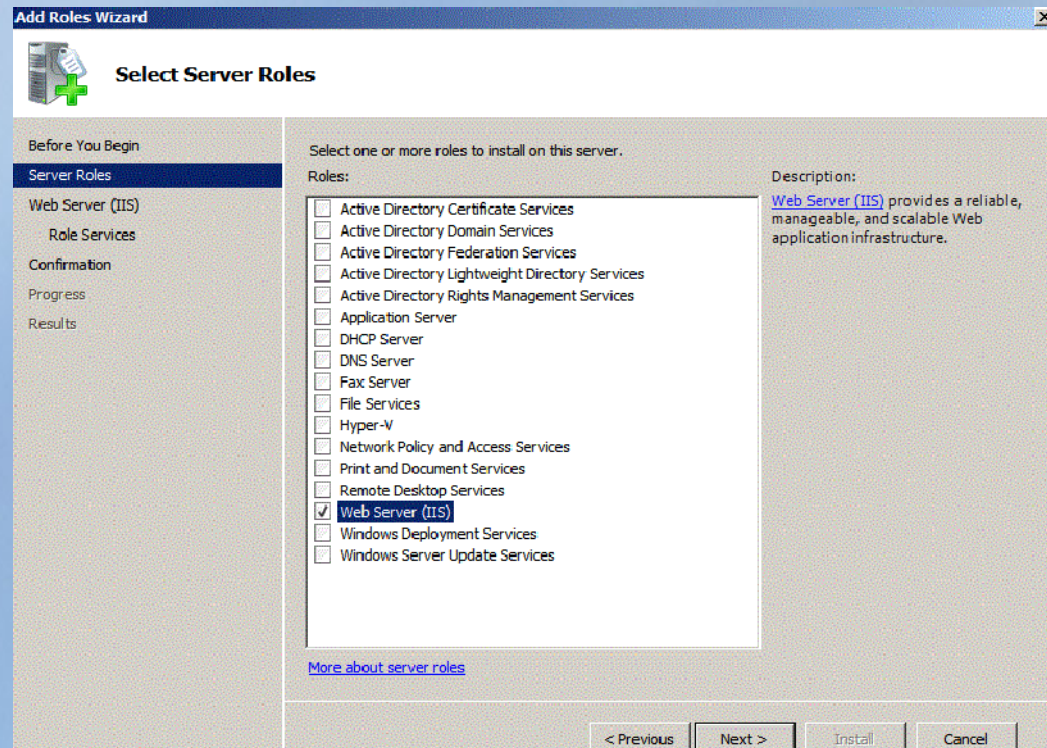 Add Roles Wizard
Select Server Roles
Before You Begin
Server Roles
Web Server (IIS)
Role Services
Confirmation
Progress
Results
Select one or more roles to install on this server.
Roles:
Active Directory Certificate Services
Active Directory Domain Services
Active Directory Federation Services
Active Directory Lightweight Directory Services
Active Directory Rights Management Services
Application Server
DHCP Server
DNS Server
Fax Server
File Services
Hyper-V
Network Policy and Access Services
Print and Document Services
Remote Desktop Services
Web Server (IIS)
Windows Deployment Services
Windows Server Update Services
More about server roles
Description:
Web Server (IIS) provides a reliable,
manageable, and scalable Web
application infrastructure.
< Previous
Next >
Install
Cancel